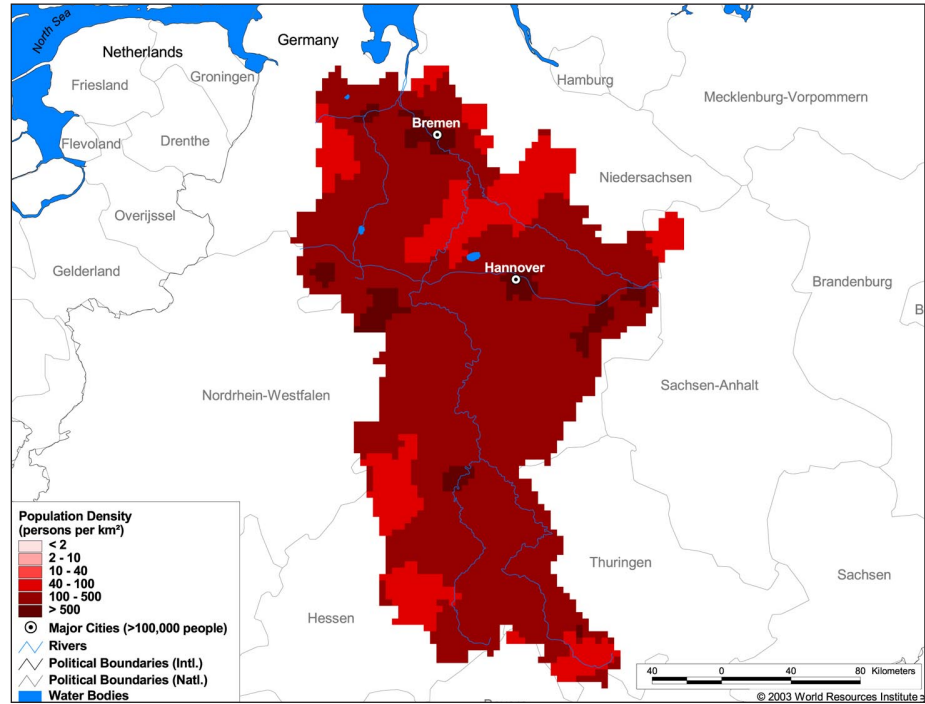 North Sea
Netherlands
Germany
Groningen
Friesland
Hamburg
Mecklenburg-Vorpommern
Bremen
Flevoland
Drenthe
Niedersachsen
Overijssel
Gelderland
Hannover
Brandenburg
B
Sachsen-Anhalt
Nordrhein-Westfalen
Population Density
(persons per km²)
< 2
2 - 10
10 - 40
40 - 100
100 - 500
> 500
Major Cities (>100,000 people)
Rivers
Political Boundaries (Intl.)
Political Boundaries (Natl.)
Water Bodies
Thuringen
Sachsen
Hessen
40 0 40 80 Kilometers
© 2003 World Resources Institute